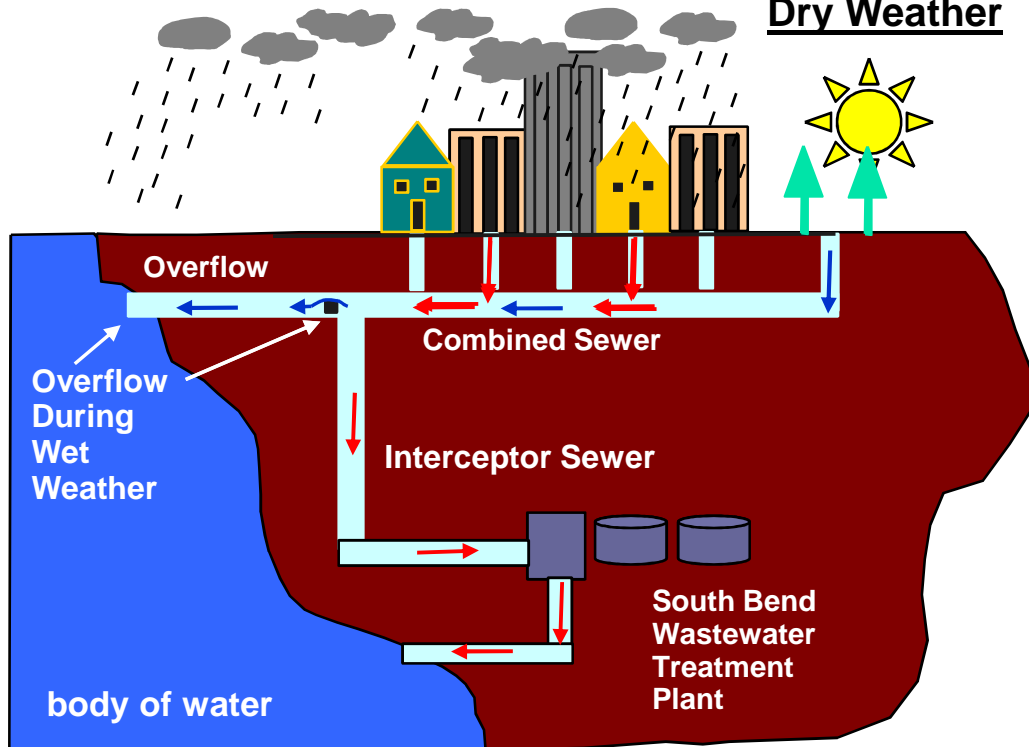 Dry Weather
Overflow
Combined Sewer
Overflow
During
Wet
Weather
Interceptor Sewer
South Bend
Wastewater
Treatment
Plant
body of water